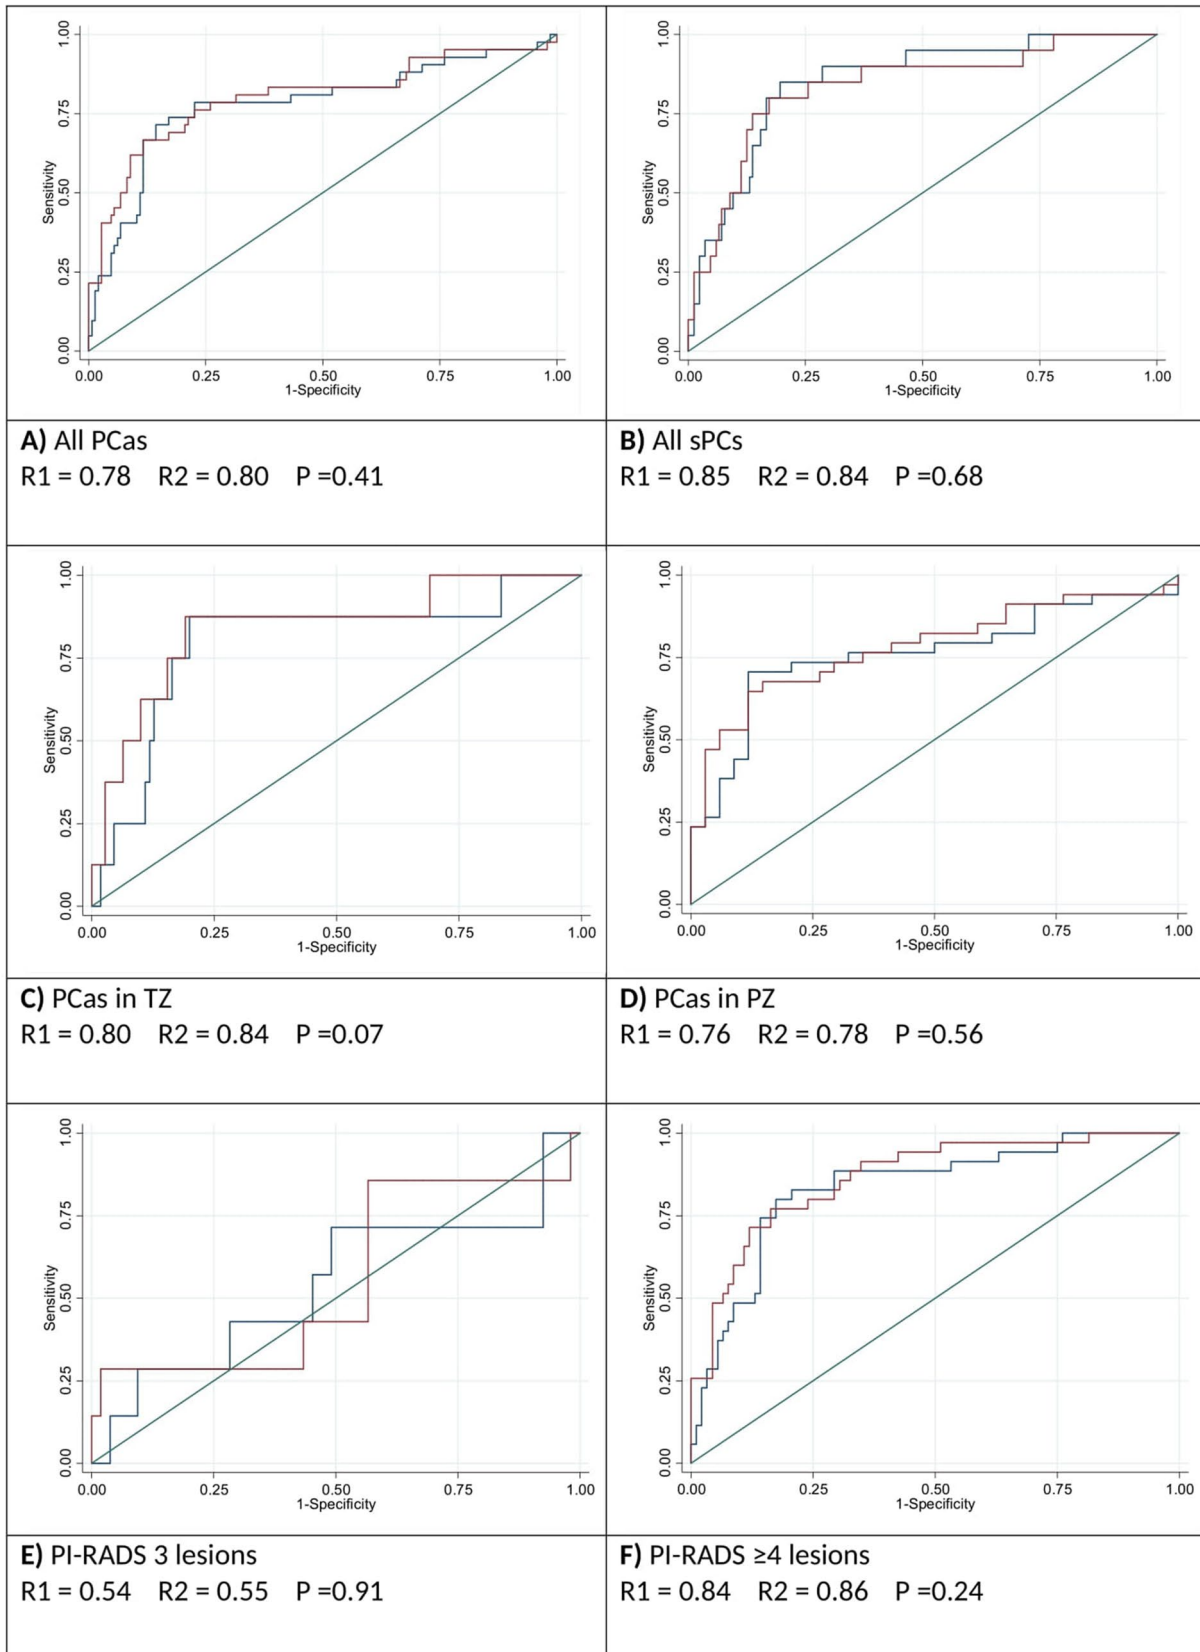 1.00
0.75
0.50
0.25
0.00
Sensitivity
0.00 0.25 0.50 0.75 1.00
1-Specificity
A) All PCas
R1 = 0.78 R2 = 0.80 P =0.41
1.00
0.75
0.50
0.25
0.00
Sensitivity
0.00 0.25 0.50 0.75 1.00
1-Specificity
B) All sPCs
R1 = 0.85 R2 = 0.84 P =0.68
1.00
0.75
0.50
0.25
0.00
Sensitivity
0.00 0.25 0.50 0.75 1.00
1-Specificity
C) PCas in TZ
R1 = 0.80 R2 = 0.84 P =0.07
1.00
0.75
0.50
0.25
0.00
Sensitivity
0.00 0.25 0.50 0.75 1.00
1-Specificity
D) PCas in PZ
R1 = 0.76 R2 = 0.78 P =0.56
1.00
0.75
0.50
0.25
0.00
Sensitivity
0.00 0.25 0.50 0.75 1.00
1-Specificity
E) PI-RADS 3 lesions
R1 = 0.54 R2 = 0.55 P =0.91
1.00
0.75
0.50
0.25
0.00
Sensitivity
0.00 0.25 0.50 0.75 1.00
1-Specificity
F) PI-RADS ≥4 lesions
R1 = 0.84 R2 = 0.86 P =0.24